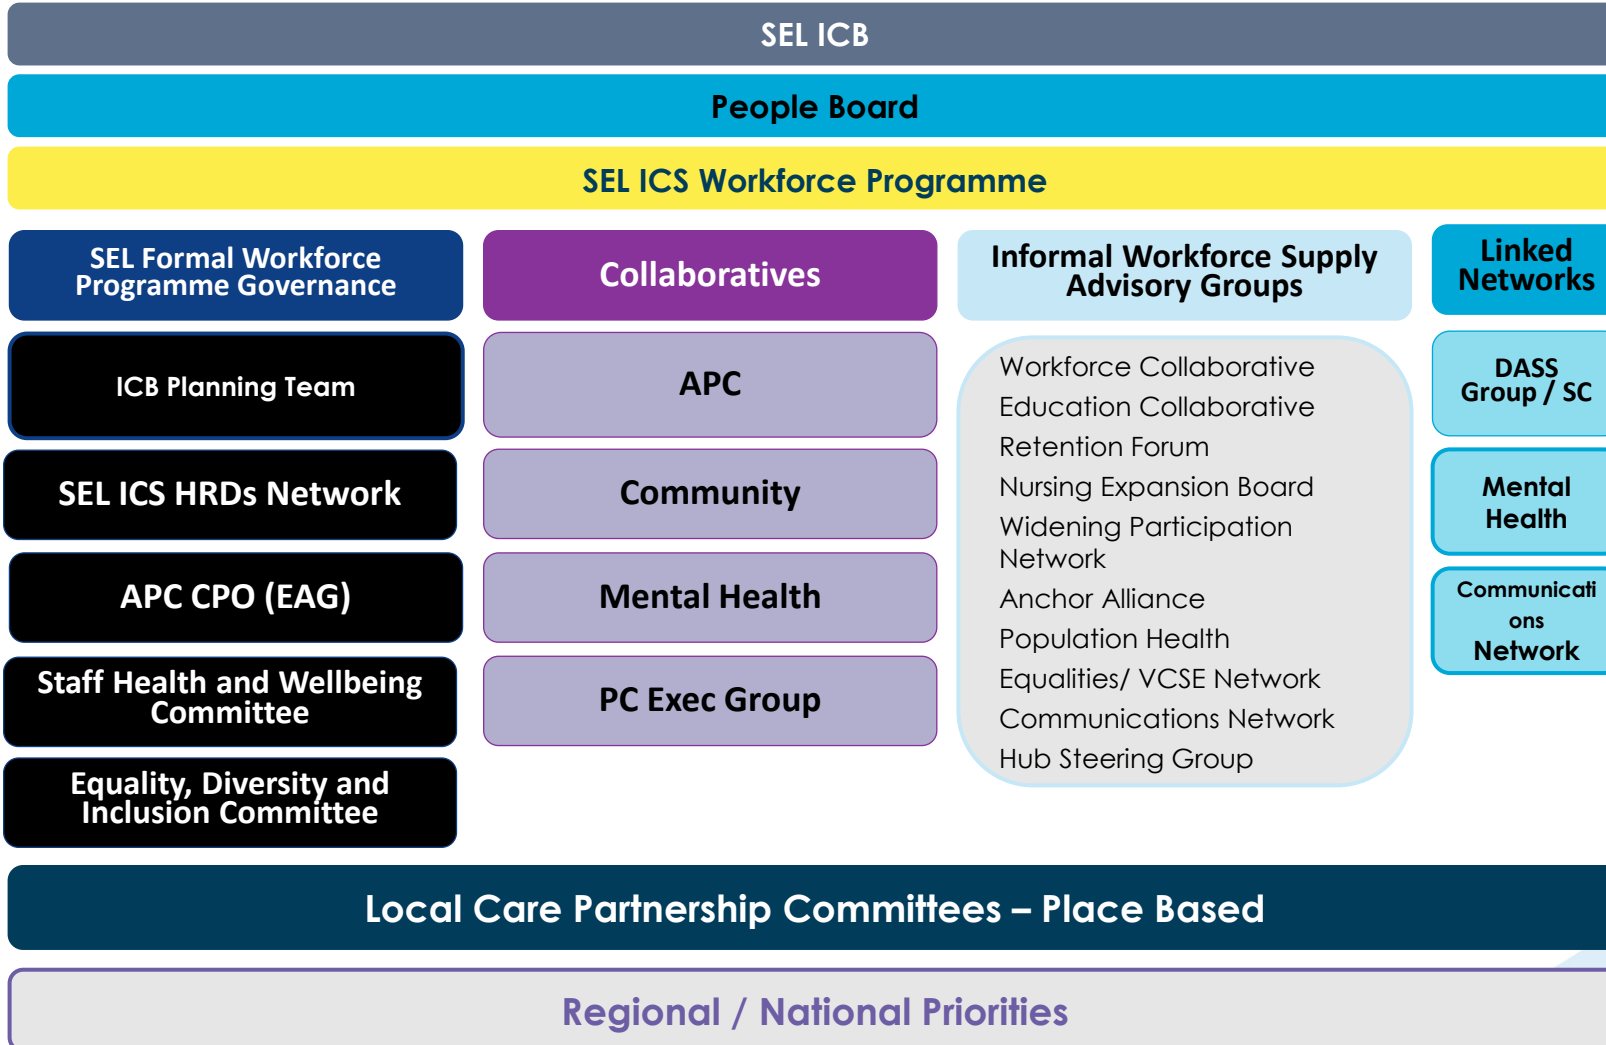 SEL ICB
People Board
SEL ICS Workforce Programme
SEL Formal Workforce
Programme Governance
ICB Planning Team
SEL ICS HRDs Network
APC CPO (EAG)
Staff Health and Wellbeing
Committee
Equality, Diversity and
Inclusion Committee
Collaboratives
APC
Community
Mental Health
PC Exec Group
Informal Workforce Supply
Advisory Groups
Workforce Collaborative
Education Collaborative
Retention Forum
Nursing Expansion Board
Widening Participation
Network
Anchor Alliance
Population Health
Equalities/ VCSE Network
Communications Network
Hub Steering Group
Linked
Networks
DASS
Group / SC
Mental
Health
Communicati
ons
Network
Local Care Partnership Committees – Place Based
Regional / National Priorities